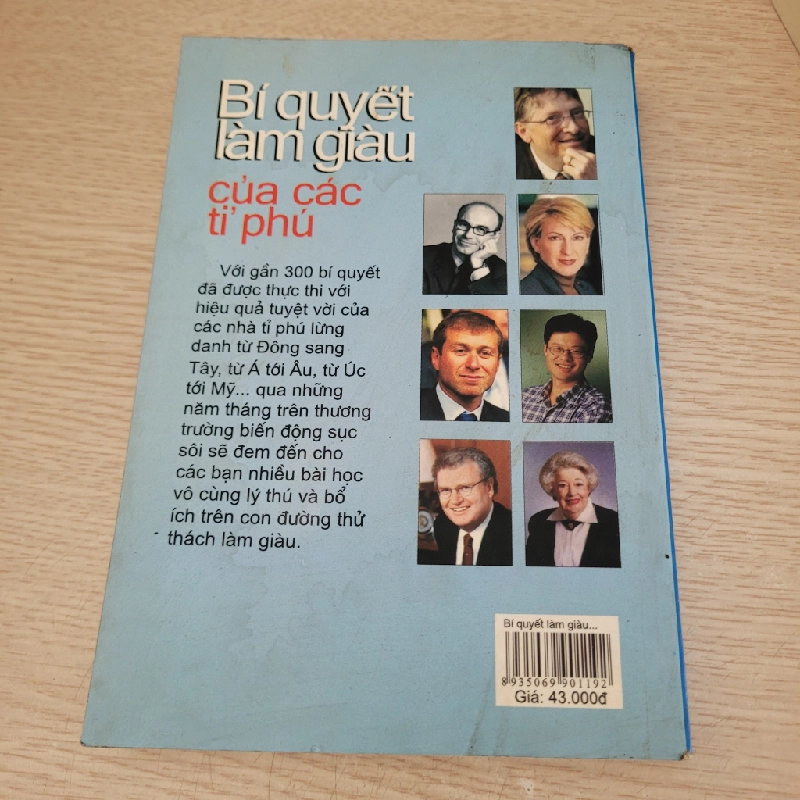 Bí quyết
làm giàu
của các
tỉ phú
Với gần 300 bí quyết
đã được thực thi với
hiệu quả tuyệt vời của
các nhà tỉ phú lừng
danh từ Đông sang
Tây, từ Á tới Âu, từ Úc
tới Mỹ... qua những
năm tháng trên thương
trường biến động sục
sôi sẽ đem đến cho
các bạn nhiều bài học
vô cùng lý thú và bổ
ích trên con đường thử
thách làm giàu.
Bí quyết làm giàu...
8 935069 901192
Giá: 43.000đ